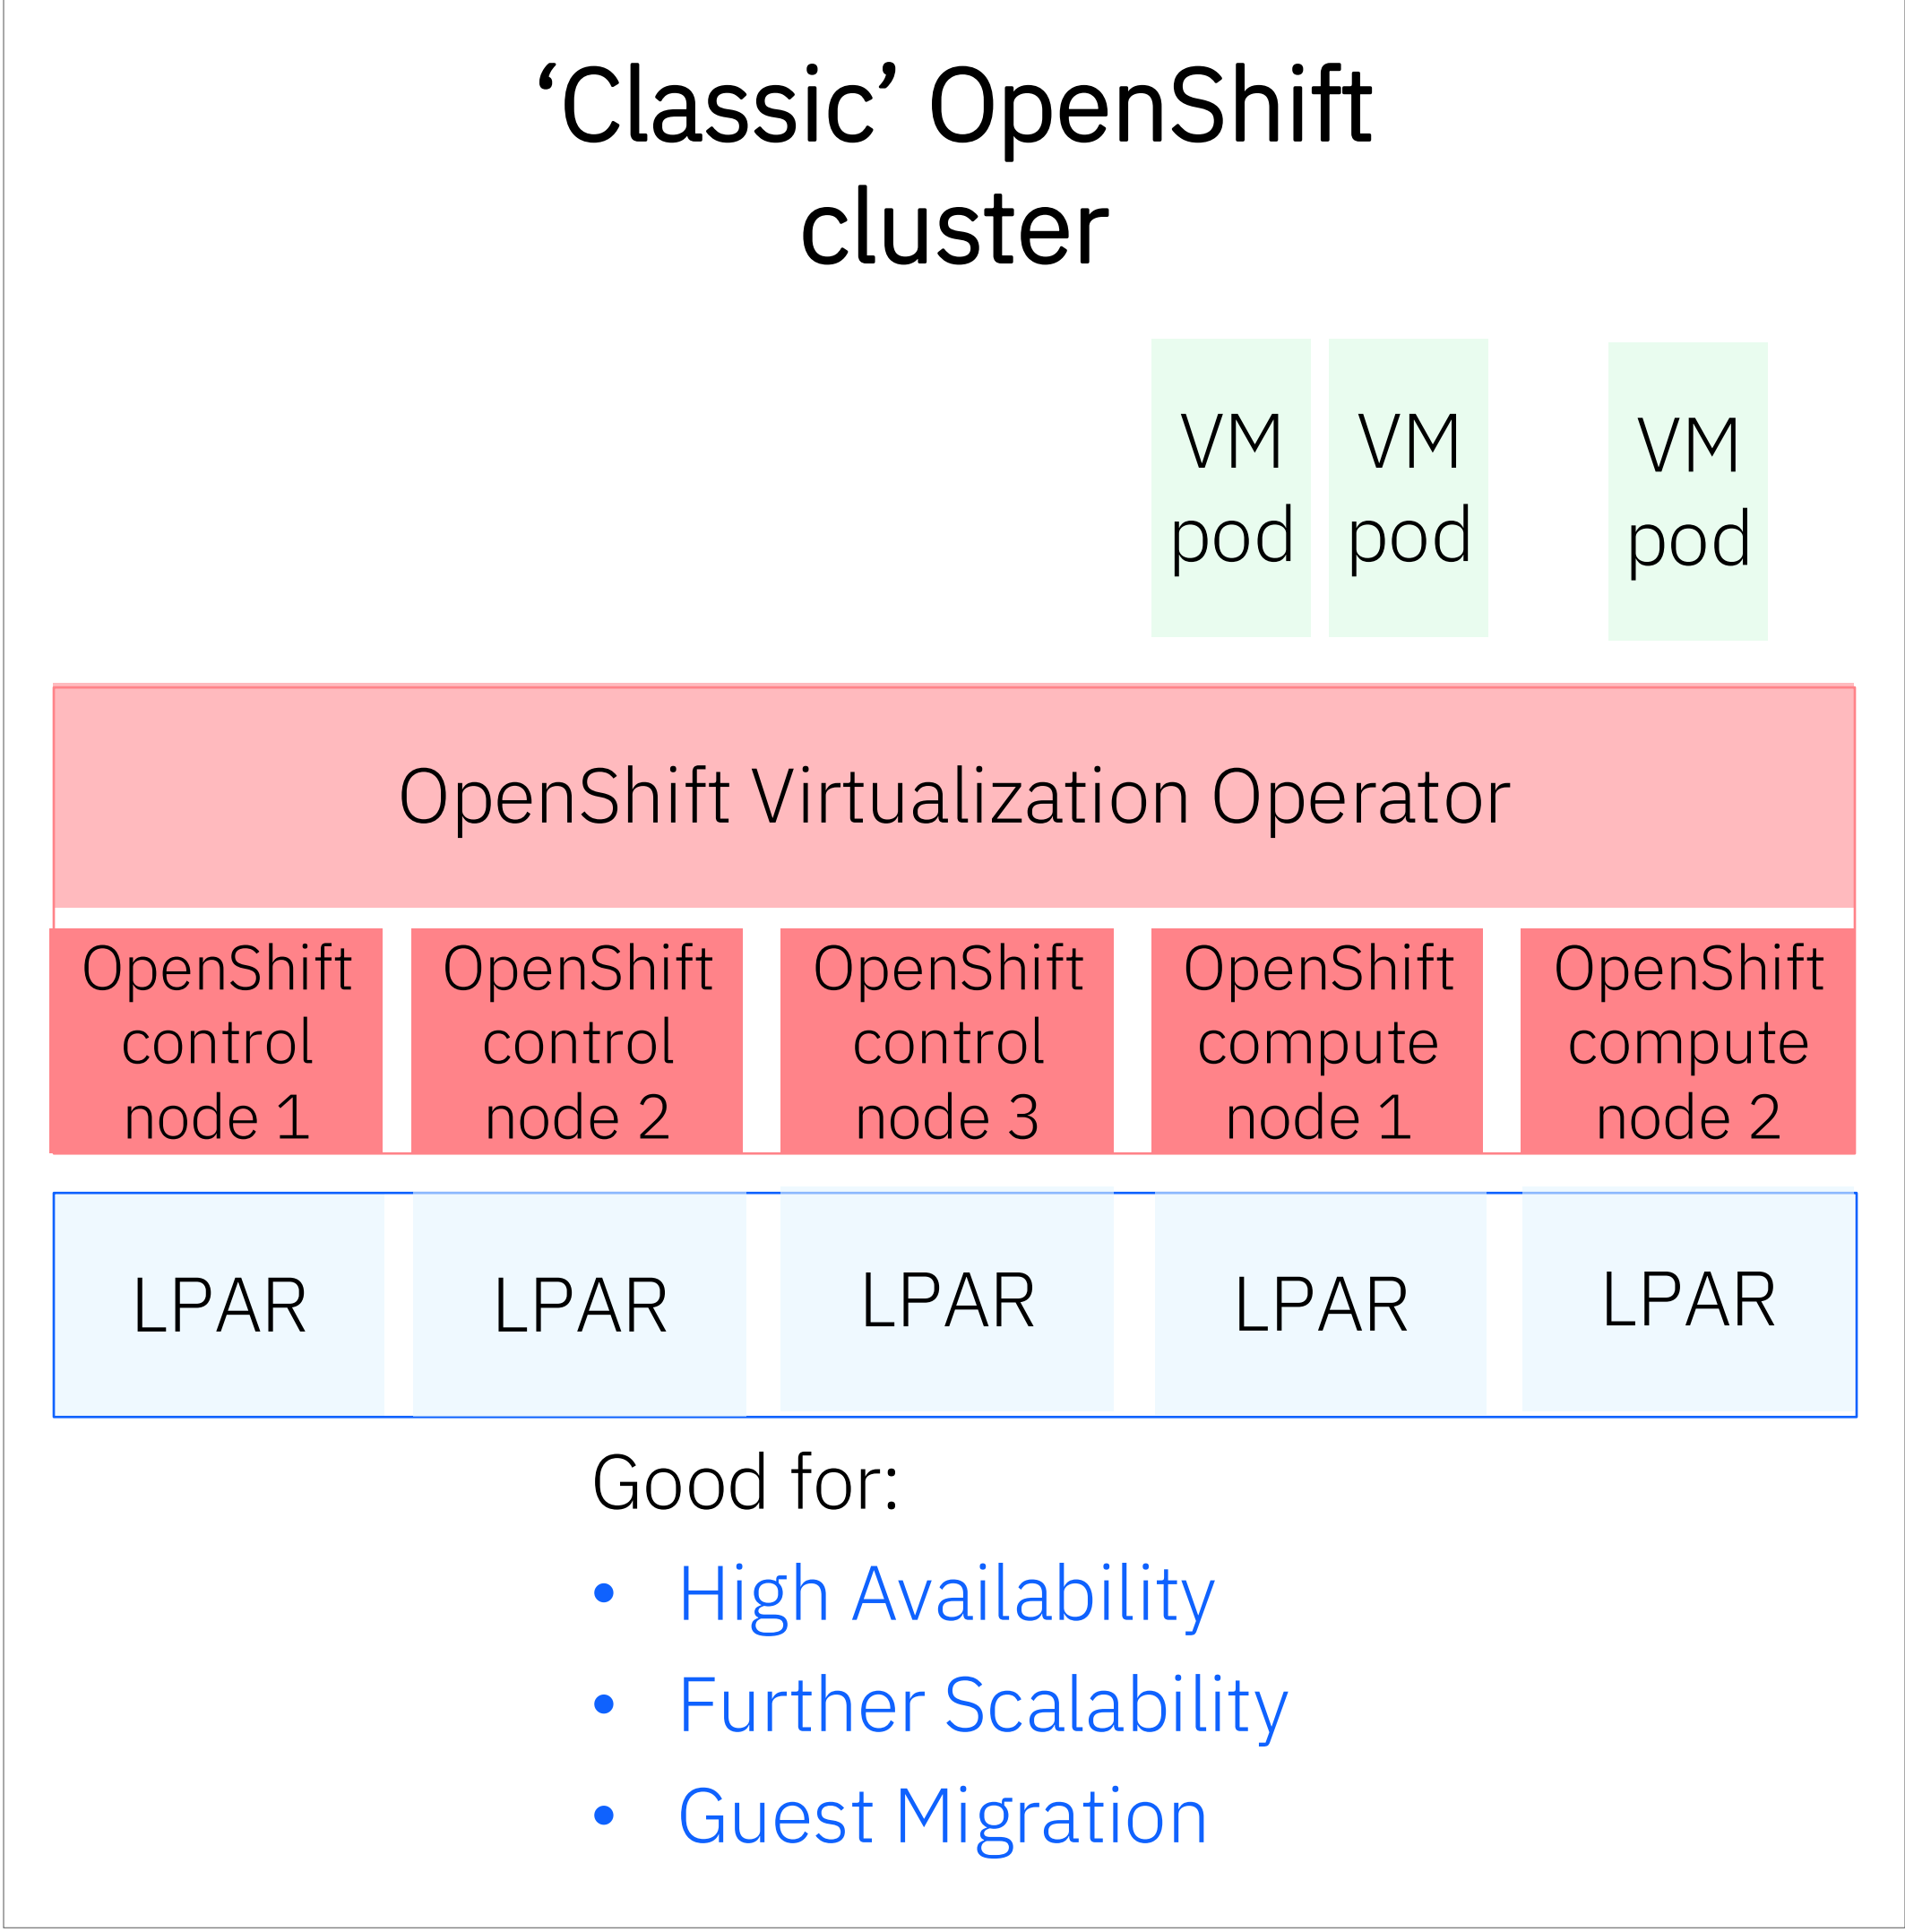 ‘Classic’ OpenShift
cluster
VM
pod
VM
pod
VM
pod
OpenShift Virtualization Operator
OpenShift
control
node 1
OpenShift
control
node 2
OpenShift
control
node 3
OpenShift
compute
node 1
OpenShift
compute
node 2
LPAR
LPAR
LPAR
LPAR
LPAR
Good for:
• High Availability
• Further Scalability
• Guest Migration